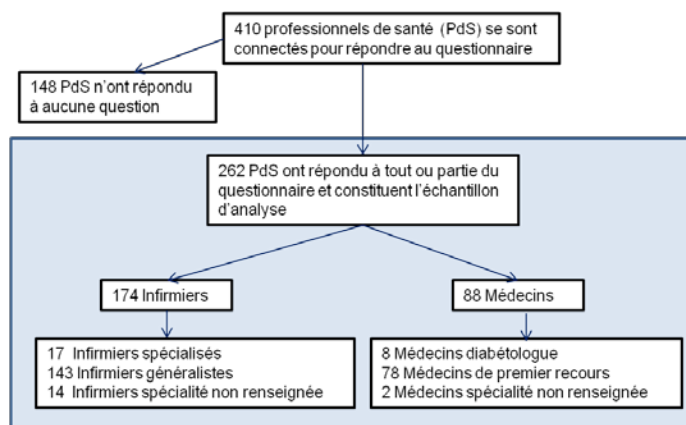 410 professionnels de santé (PdS) se sont
connectés pour répondre au questionnaire
148 PdS n'ont répondu
à aucune question
262 PdS ont répondu à tout ou partie du
questionnaire et constituent l'échantillon
d'analyse
174 Infirmiers
88 Médecins
17 Infirmiers spécialisés
143 Infirmiers généralistes
14 Infirmiers spécialité non renseignée
8 Médecins diabétologue
78 Médecins de premier recours
2 Médecins spécialité non renseignée